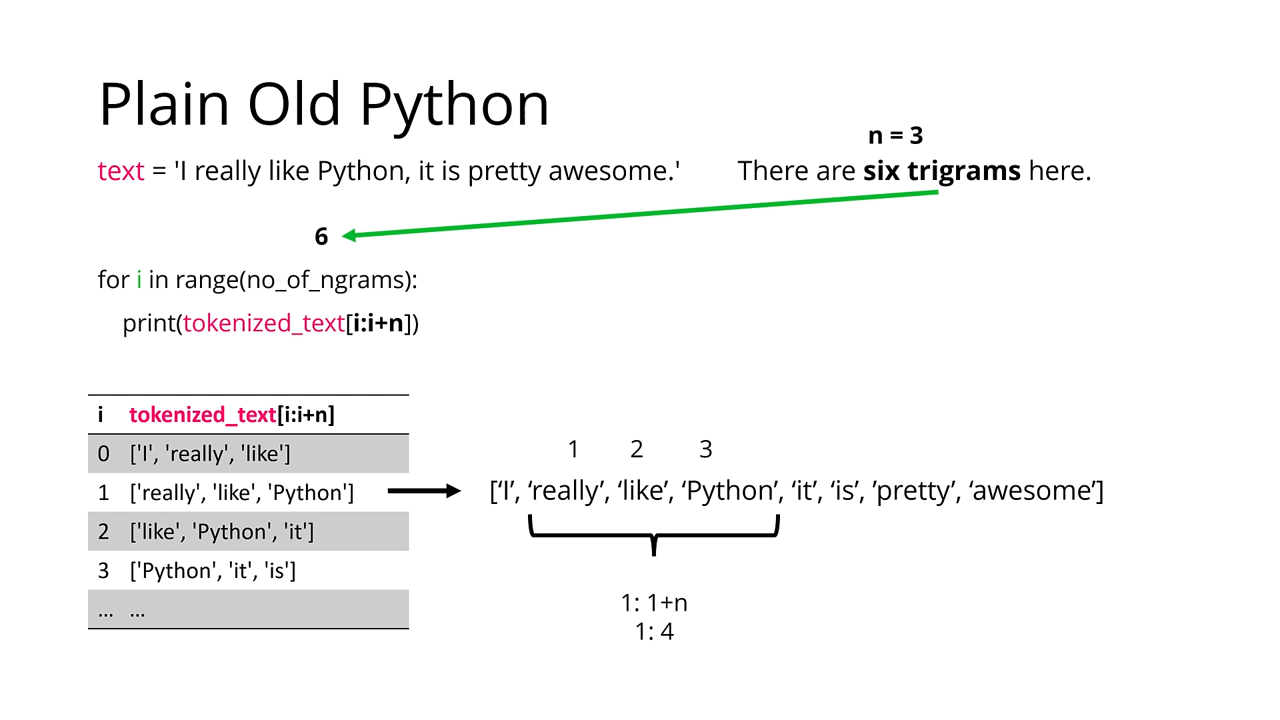 Plain Old Python
n = 3
text = 'I really like Python, it is pretty awesome.'
There are six trigrams here.
6
for i in range(no_of_ngrams):
print(tokenized_text[i:i+n])
i tokenized_text[i:i+n]
0 ['I', 'really', 'like']
1 ['really', 'like', 'Python']
2 ['like', 'Python', 'it']
3 ['Python', 'it', 'is']
... ...
1 2 3
[‘I’, ‘really’, ‘like’, ‘Python’, ‘it’, ‘is’, ’pretty’, ‘awesome’]
1: 1+n
1: 4